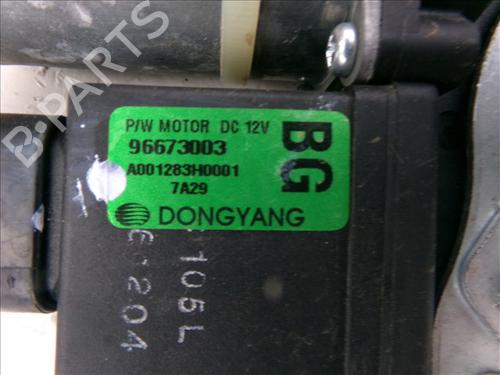 P/W MOTOR DC 12V
96673003
A001283H0001
7A29
DONGYANG
BG
105L
204
B-PARTS